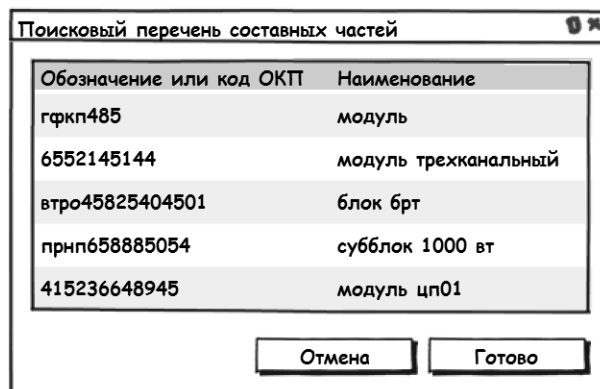 Поисковый перечень составных частей
Обозначение или код ОКП Наименование
гфкп485 модуль
6552145144 модуль трехканальный
втро45825404501 блок брт
прнп658885054 субблок 1000 вт
415236648945 модуль цп01
Отмена Готово